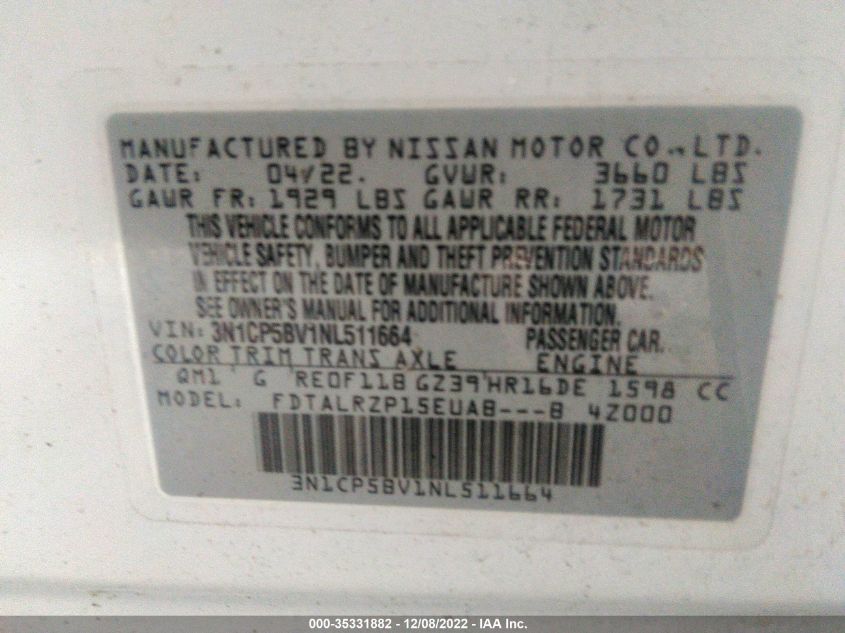 MANUFACTURED BY NISSAN MOTOR CO., LTD.
DATE: 04/22. GVWR: 3660 LBS
GAWR FR: 1929 LBS GAWR RR: 1731 LBS
THIS VEHICLE CONFORMS TO ALL APPLICABLE FEDERAL MOTOR
VEHICLE SAFETY, BUMPER AND THEFT PREVENTION STANDARDS
IN EFFECT ON THE DATE OF MANUFACTURE SHOWN ABOVE.
SEE OWNER'S MANUAL FOR ADDITIONAL INFORMATION.
VIN: 3N1CP5BV1NL511664 PASSENGER CAR.
COLOR TRIM TRANS AXLE ENGINE
QM1 G RE0F11B GZ39 HR16DE 1598 CC
MODEL: FDTALRZP15EUAB---B 4Z000
3N1CP5BV1NL511664
000-35331882 - 12/08/2022 - IAA Inc.